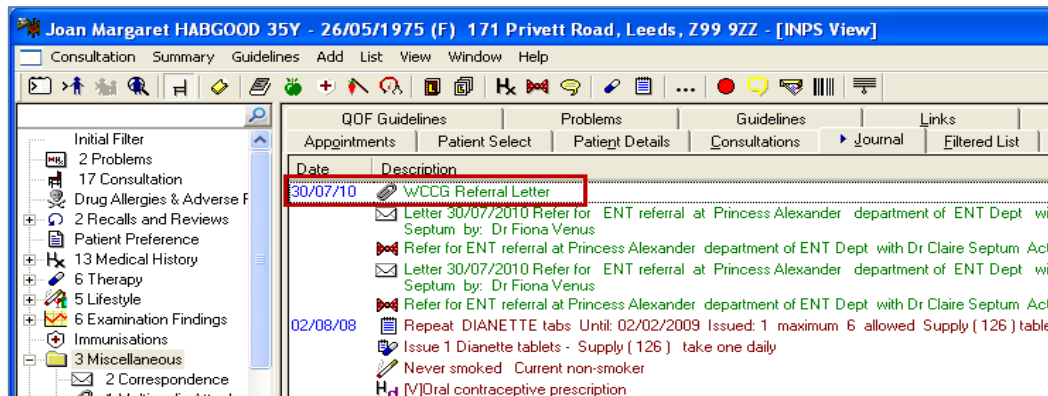 Joan Margaret HABGOOD 35Y - 26/05/1975 (F) 171 Privett Road, Leeds, Z99 9ZZ - [INPS View]
Consultation Summary Guidelines Add List View Window Help
QOF Guidelines Problems Guidelines Links
Appointments Patient Select Patient Details Consultations Journal Filtered List
Initial Filter
2 Problems
17 Consultation
Drug Allergies & Adverse
2 Recalls and Reviews
Patient Preference
13 Medical History
6 Therapy
5 Lifestyle
6 Examination Findings
Immunisations
3 Miscellaneous
2 Correspondence
Date Description
30/07/10 WCCG Referral Letter
Letter 30/07/2010 Refer for ENT referral at Princess Alexander department of ENT Dept
Septum by: Dr Fiona Venus
Refer for ENT referral at Princess Alexander department of ENT Dept with Dr Claire Septum
Letter 30/07/2010 Refer for ENT referral at Princess Alexander department of ENT Dept
Septum by: Dr Fiona Venus
Refer for ENT referral at Princess Alexander department of ENT Dept with Dr Claire Septum
02/08/08 Repeat DIANETTE tabs Until: 02/02/2009 Issued: 1 maximum 6 allowed Supply ( 126 )
Issue 1 Dianette tablets - Supply ( 126 ) take one daily
Never smoked Current non-smoker
[V]Oral contraceptive prescription